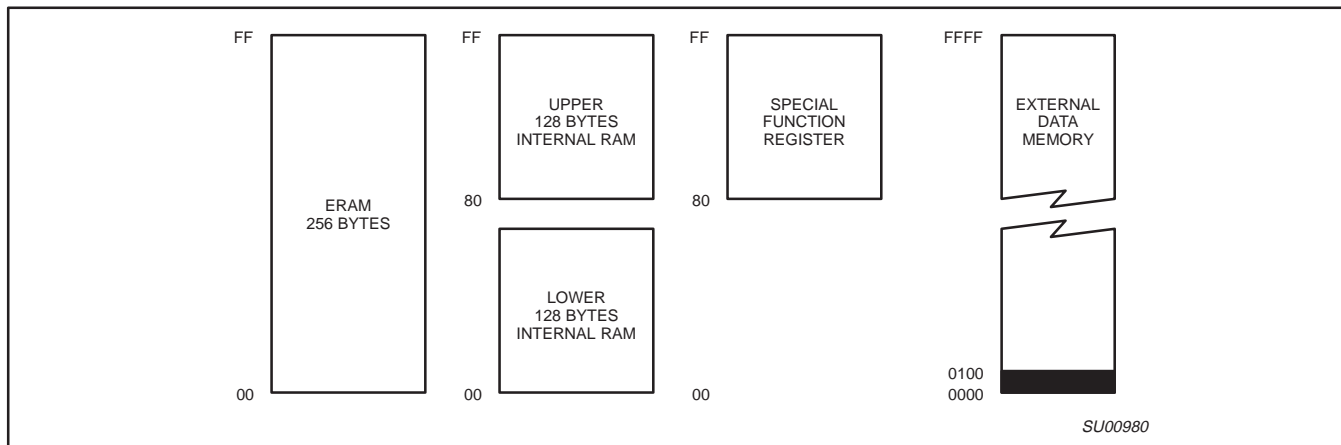 FF
ERAM
256 BYTES
00
FF
UPPER
128 BYTES
INTERNAL RAM
80
LOWER
128 BYTES
INTERNAL RAM
00
FF
SPECIAL
FUNCTION
REGISTER
80
00
FFFF
EXTERNAL
DATA
MEMORY
0100
0000
SU00980